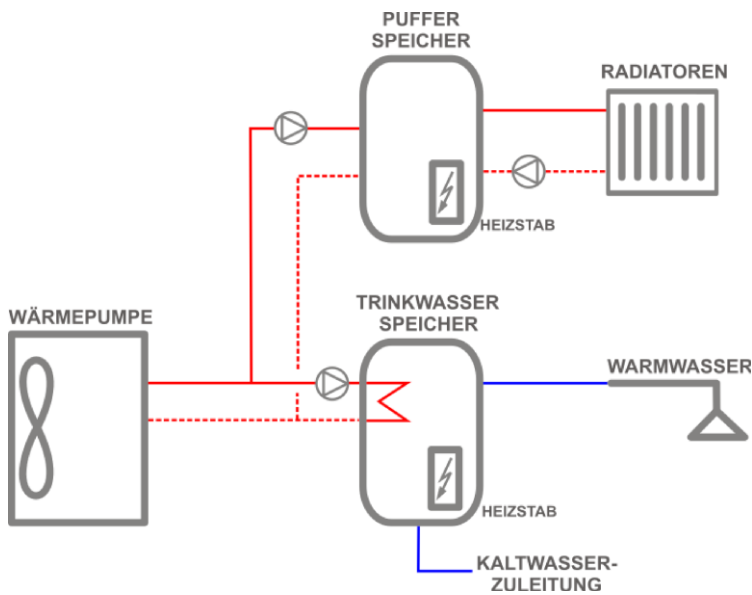 PUFFER
SPEICHER
RADIATOREN
HEIZSTAB
WÄRMEPUMPE
TRINKWASSER
SPEICHER
WARMWASSER
HEIZSTAB
KALTWASSER-
ZULEITUNG